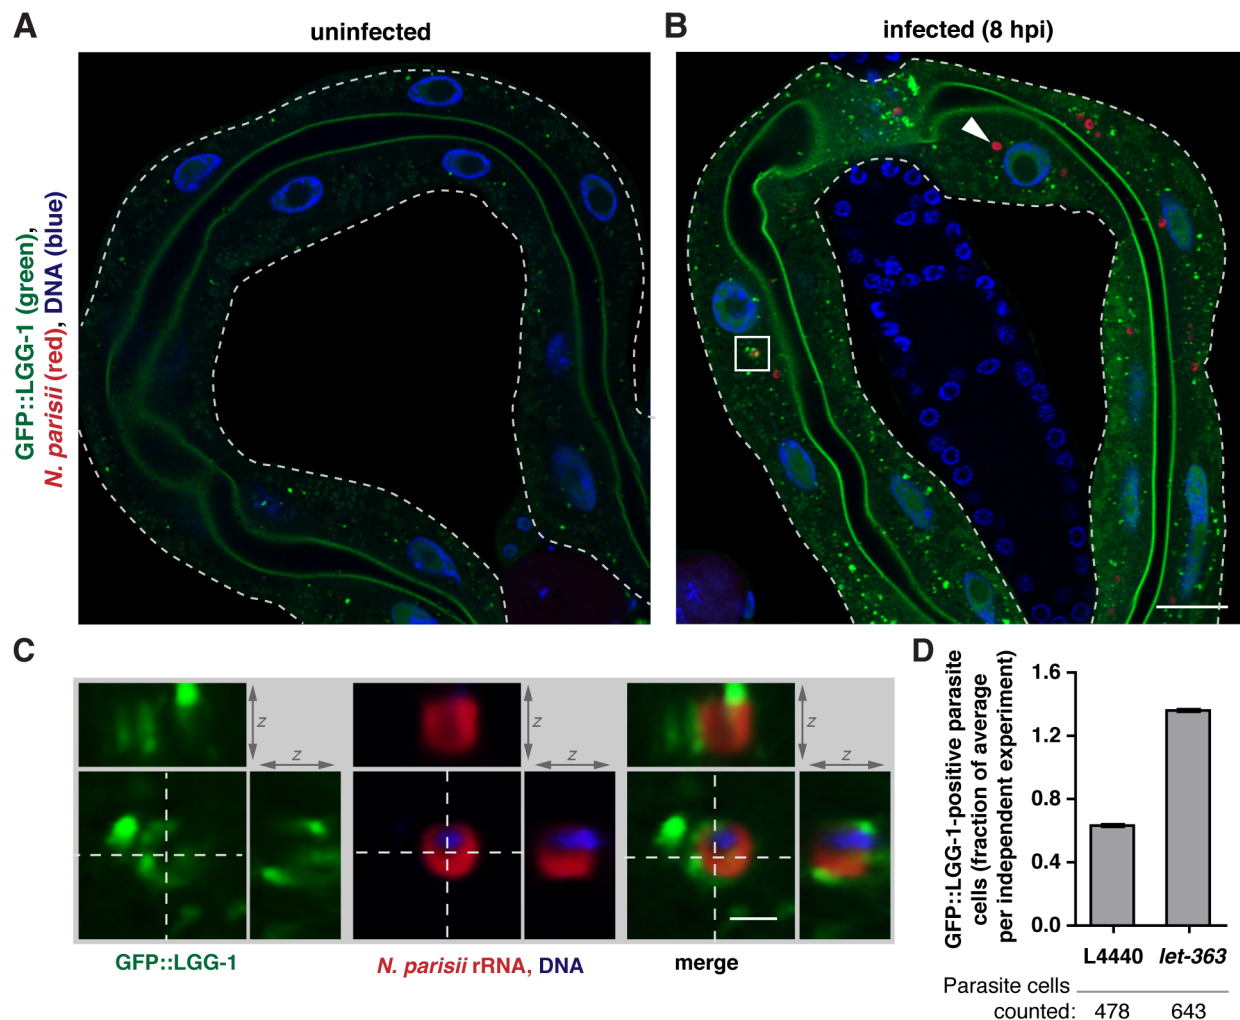 A
uninfected
B
infected (8 hpi)
GFP::LGG-1 (green),
N. parisii (red), DNA (blue)
C
z
z
z
z
z
z
GFP::LGG-1
N. parisii rRNA, DNA
merge
D
GFP::LGG-1-positive parasite
cells (fraction of average
per independent experiment)
1.6
1.2
0.8
0.4
0.0
L4440
let-363
Parasite cells
counted: 478 643